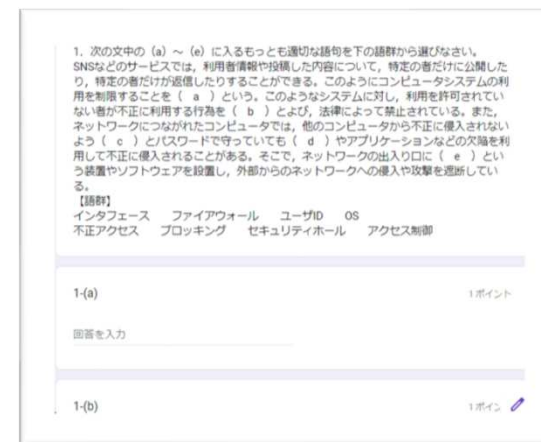 1. 次の文中の (a) ~ (e) に入るもっとも適切な語句を下の語群から選びなさい。
SNSなどのサービスでは, 利用者情報や投稿した内容について, 特定の者だけに公開した
り, 特定の者だけが返信したりすることができる。このようにコンピュータシステムの利
用を制限することを ( a ) という。このようなシステムに対し, 利用を許可されてい
ない者が不正に利用する行為を ( b ) とよび, 法律によって禁止されている。また,
ネットワークにつながれたコンピュータでは, 他のコンピュータから不正に侵入されない
よう ( c ) とパスワードで守っていても ( d ) やアプリケーションなどの欠陥を利
用して不正に侵入されることがある。そこで, ネットワークの出入り口に ( e ) とい
う装置やソフトウェアを設置し, 外部からのネットワークへの侵入や攻撃を遮断してい
る。
【語群】
インタフェース ファイアウォール ユーザID OS
不正アクセス ブロッキング セキュリティホール アクセス制御
1-(a) 1 ポイント
回答を入力
1-(b) 1 ポイン